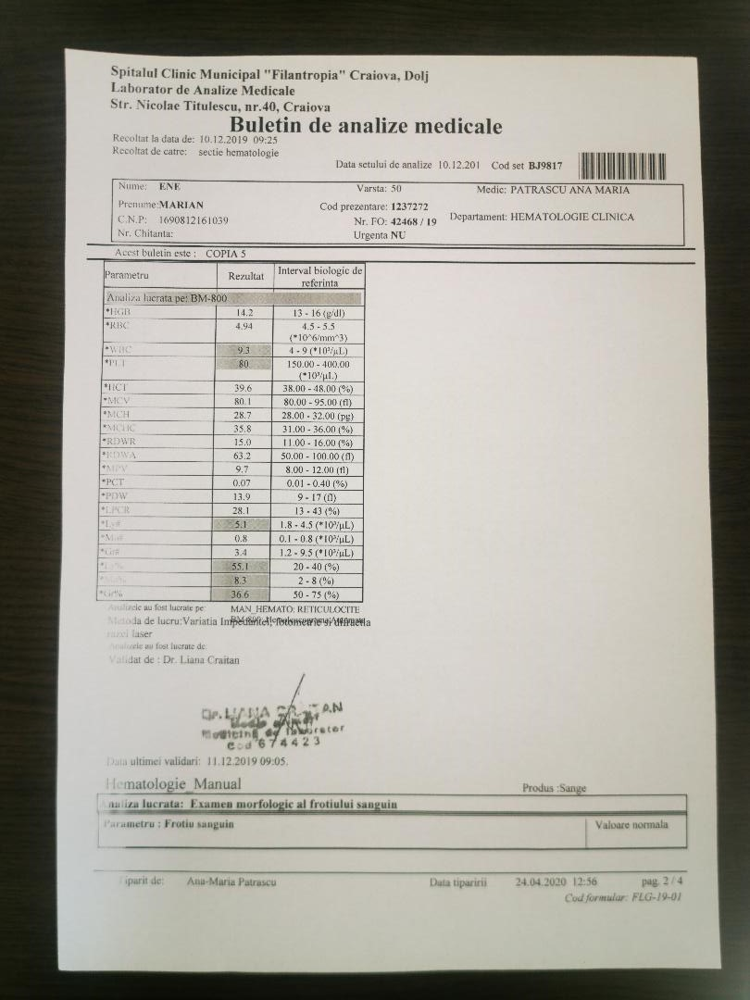 Spitalul Clinic Municipal "Filantropia" Craiova, Dolj
Laborator de Analize Medicale
Str. Nicolae Titulescu, nr.40, Craiova
Buletin de analize medicale
Recoltat la data de: 10.12.2019 09:25
Recoltat de catre: sectie hematologie
Data setului de analize 10.12.201 Cod set BJ9817
Nume: ENE Varsta: 50 Medic: PATRASCU ANA MARIA
Prenume:MARIAN Cod prezentare: 1237272
C.N.P: 1690812161039 Nr. FO: 42468 / 19 Departament: HEMATOLOGIE CLINICA
Nr. Chitanta: Urgenta NU
Acest buletin este : COPIA 5
Parametru Rezultat Interval biologic de referinta
Analiza lucrata pe: BM-800
*HGB 14.2 13 - 16 (g/dl)
*RBC 4.94 4.5 - 5.5 (*10^6/mm^3)
*WBC 9.3 4 - 9 (*10³/µL)
*PLT 80 150.00 - 400.00 (*10³/µL)
*HCT 39.6 38.00 - 48.00 (%)
*MCV 80.1 80.00 - 95.00 (fl)
*MCH 28.7 28.00 - 32.00 (pg)
*MCHC 35.8 31.00 - 36.00 (%)
*RDWR 15.0 11.00 - 16.00 (%)
*RDWA 63.2 50.00 - 100.00 (fl)
*MPV 9.7 8.00 - 12.00 (fl)
*PCT 0.07 0.01 - 0.40 (%)
*PDW 13.9 9 - 17 (fl)
*LPCR 28.1 13 - 43 (%)
*Ly# 5.1 1.8 - 4.5 (*10³/µL)
*Mo# 0.8 0.1 - 0.8 (*10³/µL)
*Gr# 3.4 1.2 - 9.5 (*10³/µL)
*Ly% 55.1 20 - 40 (%)
*Mo% 8.3 2 - 8 (%)
*Gr% 36.6 50 - 75 (%)
Analizele au fost lucrate pe: MAN_HEMATO: RETICULOCITE
Metoda de lucru:Variatia Impedantei, fotometrie si difractia
razei laser
Analizele au fost lucrate de:
Validat de : Dr. Liana Craitan
Dr. LIANA CRAITAN
Medicina de laborator
Cod 674423
Data ultimei validari: 11.12.2019 09:05.
Hematologie_Manual Produs :Sange
Analiza lucrata: Examen morfologic al frotiului sanguin
Parametru : Frotiu sanguin Valoare normala
Tiparit de: Ana-Maria Patrascu Data tiparirii 24.04.2020 12:56 pag. 2 / 4
Cod formular: FLG-19-01